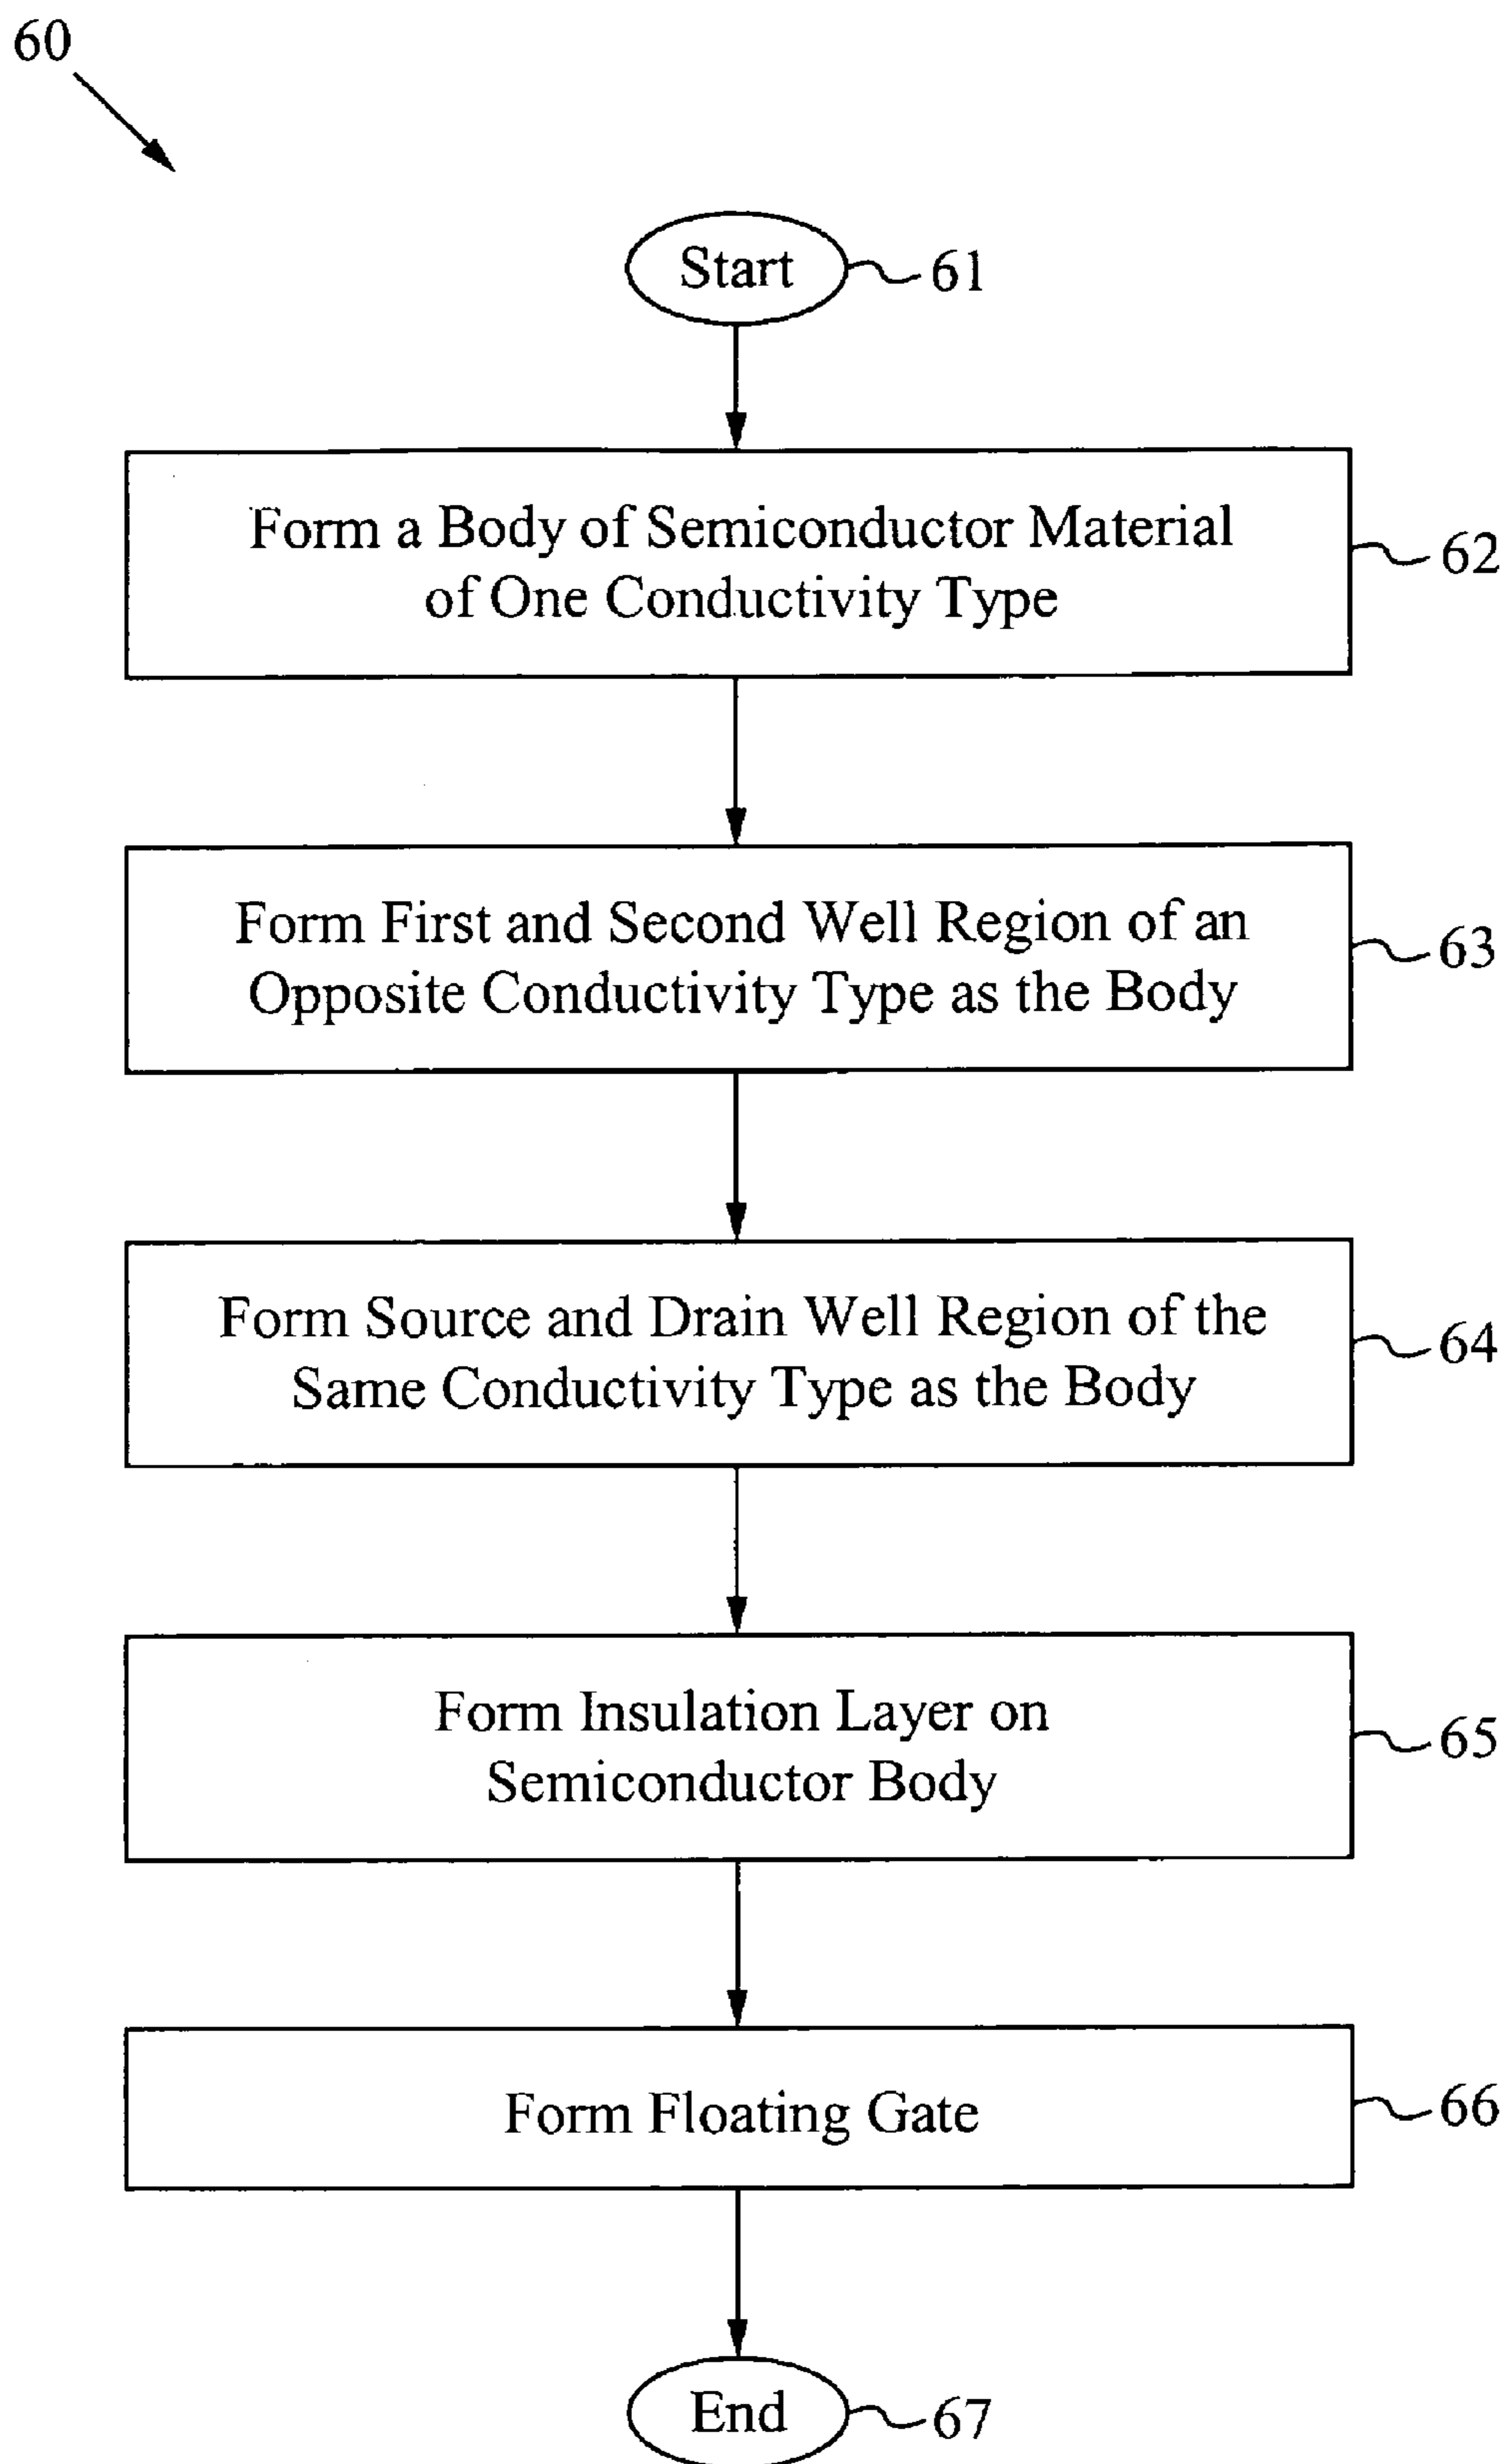 60
Start
61
Form a Body of Semiconductor Material
of One Conductivity Type
62
Form First and Second Well Region of an
Opposite Conductivity Type as the Body
63
Form Source and Drain Well Region of the
Same Conductivity Type as the Body
64
Form Insulation Layer on
Semiconductor Body
65
Form Floating Gate
66
End
67